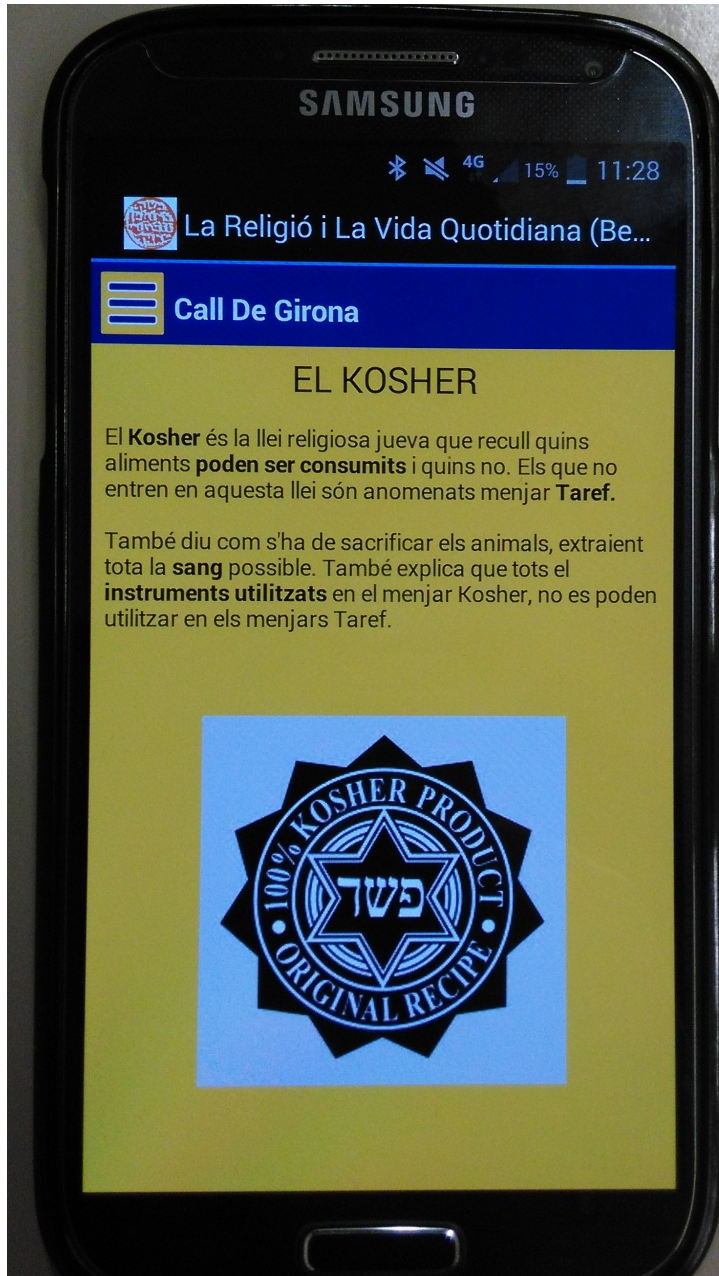 SAMSUNG
4G 15% 11:28
La Religió i La Vida Quotidiana (Be...
Call De Girona
EL KOSHER
El Kosher és la llei religiosa jueva que recull quins
aliments poden ser consumits i quins no. Els que no
entren en aquesta llei són anomenats menjar Taref.
També diu com s'ha de sacrificar els animals, extraient
tota la sang possible. També explica que tots el
instruments utilitzats en el menjar Kosher, no es poden
utilitzar en els menjars Taref.
100% KOSHER PRODUCT
פשד
• ORIGINAL RECIPE •